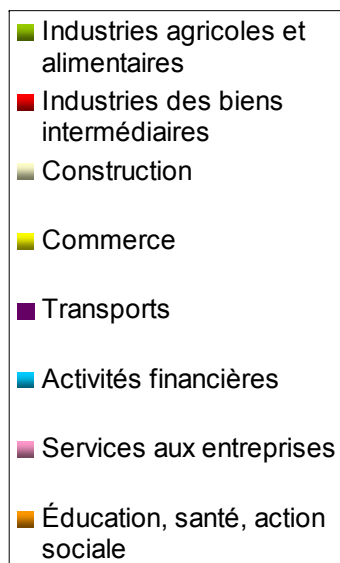 Industries agricoles et
alimentaires
Industries des biens
intermédiaires
Construction
Commerce
Transports
Activités financières
Services aux entreprises
Éducation, santé, action
sociale